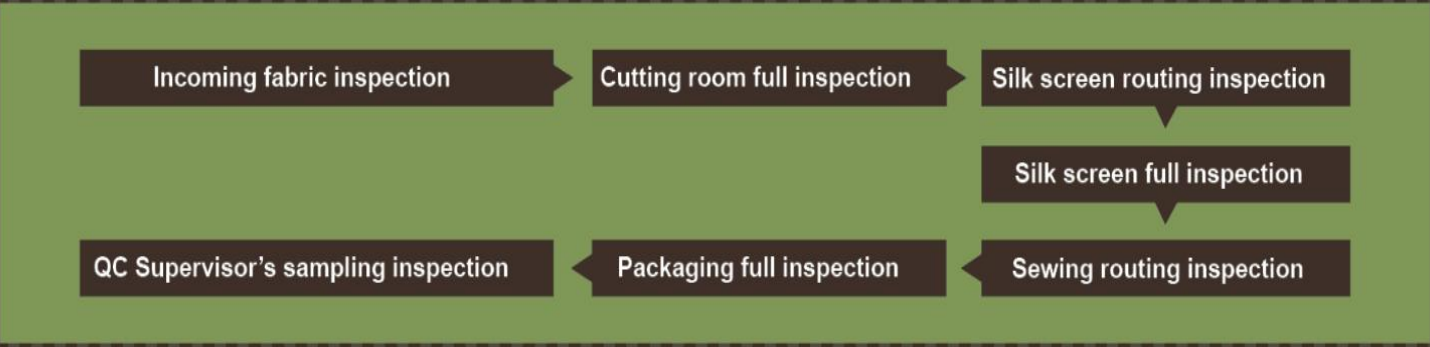 Incoming fabric inspection
Cutting room full inspection
Silk screen routing inspection
Silk screen full inspection
Sewing routing inspection
Packaging full inspection
QC Supervisor's sampling inspection